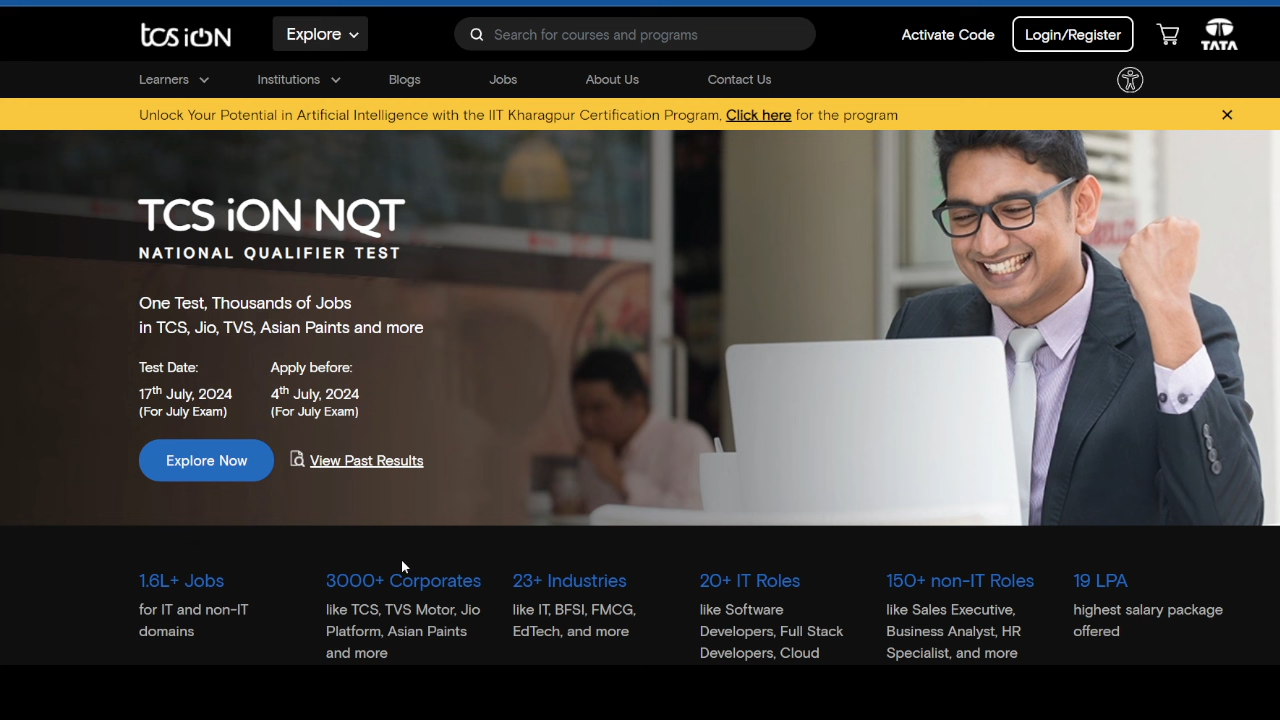 tcs iON
Explore
Search for courses and programs
Activate Code
Login/Register
TATA
Learners
Institutions
Blogs
Jobs
About Us
Contact Us
Unlock Your Potential in Artificial Intelligence with the IIT Kharagpur Certification Program, Click here for the program
TCS iON NQT
NATIONAL QUALIFIER TEST
One Test, Thousands of Jobs
in TCS, Jio, TVS, Asian Paints and more
Test Date:
17th July, 2024
(For July Exam)
Apply before:
4th July, 2024
(For July Exam)
Explore Now
View Past Results
1.6L+ Jobs
for IT and non-IT
domains
3000+ Corporates
like TCS, TVS Motor, Jio
Platform, Asian Paints
and more
23+ Industries
like IT, BFSI, FMCG,
EdTech, and more
20+ IT Roles
like Software
Developers, Full Stack
Developers, Cloud
150+ non-IT Roles
like Sales Executive,
Business Analyst, HR
Specialist, and more
19 LPA
highest salary package
offered